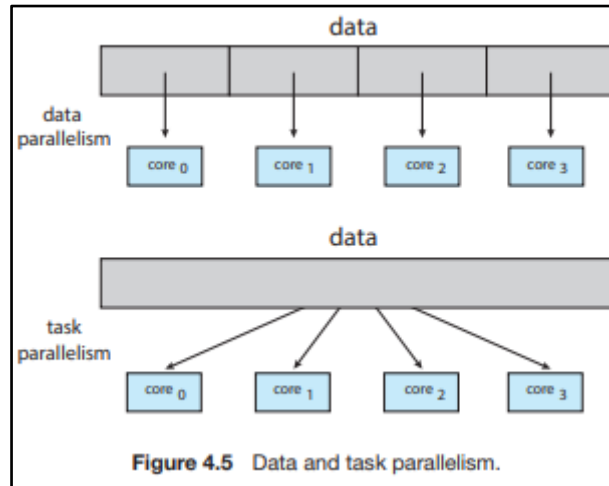 data
data
parallelism
core 0 core 1 core 2 core 3
data
task
parallelism
core 0 core 1 core 2 core 3
Figure 4.5 Data and task parallelism.